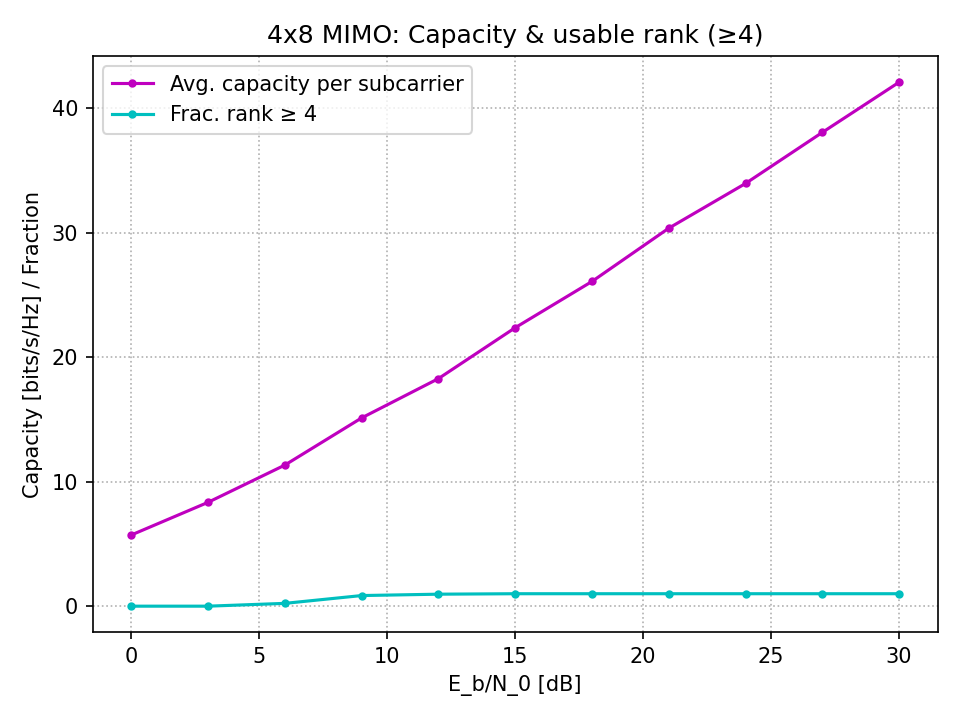 4x8 MIMO: Capacity & usable rank (≥4)
Avg. capacity per subcarrier
Frac. rank ≥ 4
Capacity [bits/s/Hz] / Fraction
40
30
20
10
0
0 5 10 15 20 25 30
E_b/N_0 [dB]